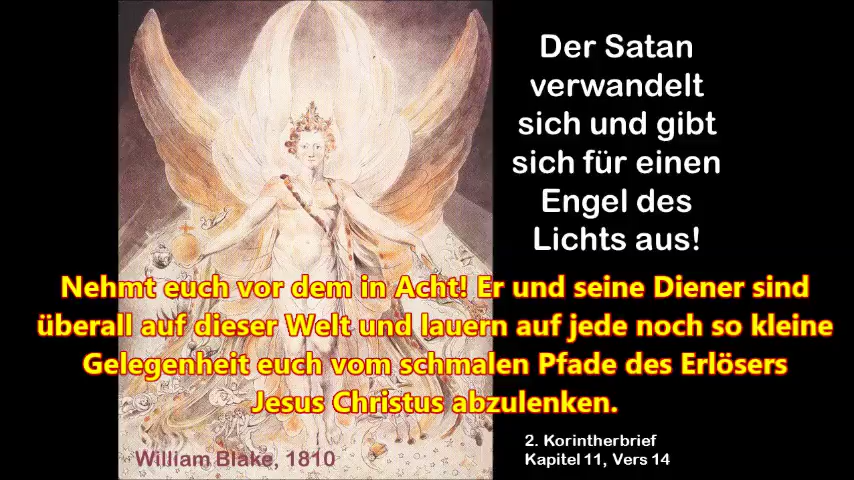 Der Satan
verwandelt
sich und gibt
sich für einen
Engel des
Lichts aus!
Nehmt euch vor dem in Acht! Er und seine Diener sind
überall auf dieser Welt und lauern auf jede noch so kleine
Gelegenheit euch vom schmalen Pfade des Erlösers
Jesus Christus abzulenken.
2. Korintherbrief
Kapitel 11, Vers 14
William Blake, 1810